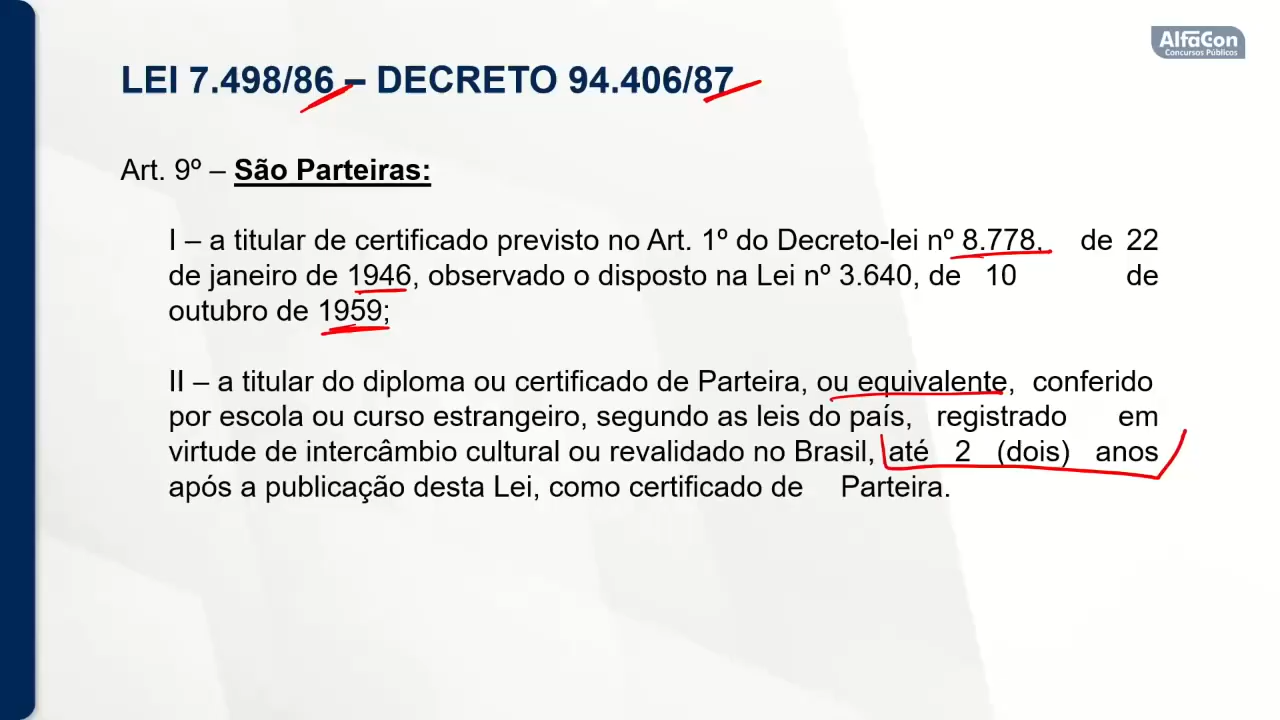 AlfaCon
Concursos Públicos
LEI 7.498/86 – DECRETO 94.406/87
Art. 9º – São Parteiras:
I – a titular de certificado previsto no Art. 1º do Decreto-lei nº 8.778, de 22
de janeiro de 1946, observado o disposto na Lei nº 3.640, de 10 de
outubro de 1959;
II – a titular do diploma ou certificado de Parteira, ou equivalente, conferido
por escola ou curso estrangeiro, segundo as leis do país, registrado em
virtude de intercâmbio cultural ou revalidado no Brasil, até 2 (dois) anos
após a publicação desta Lei, como certificado de Parteira.